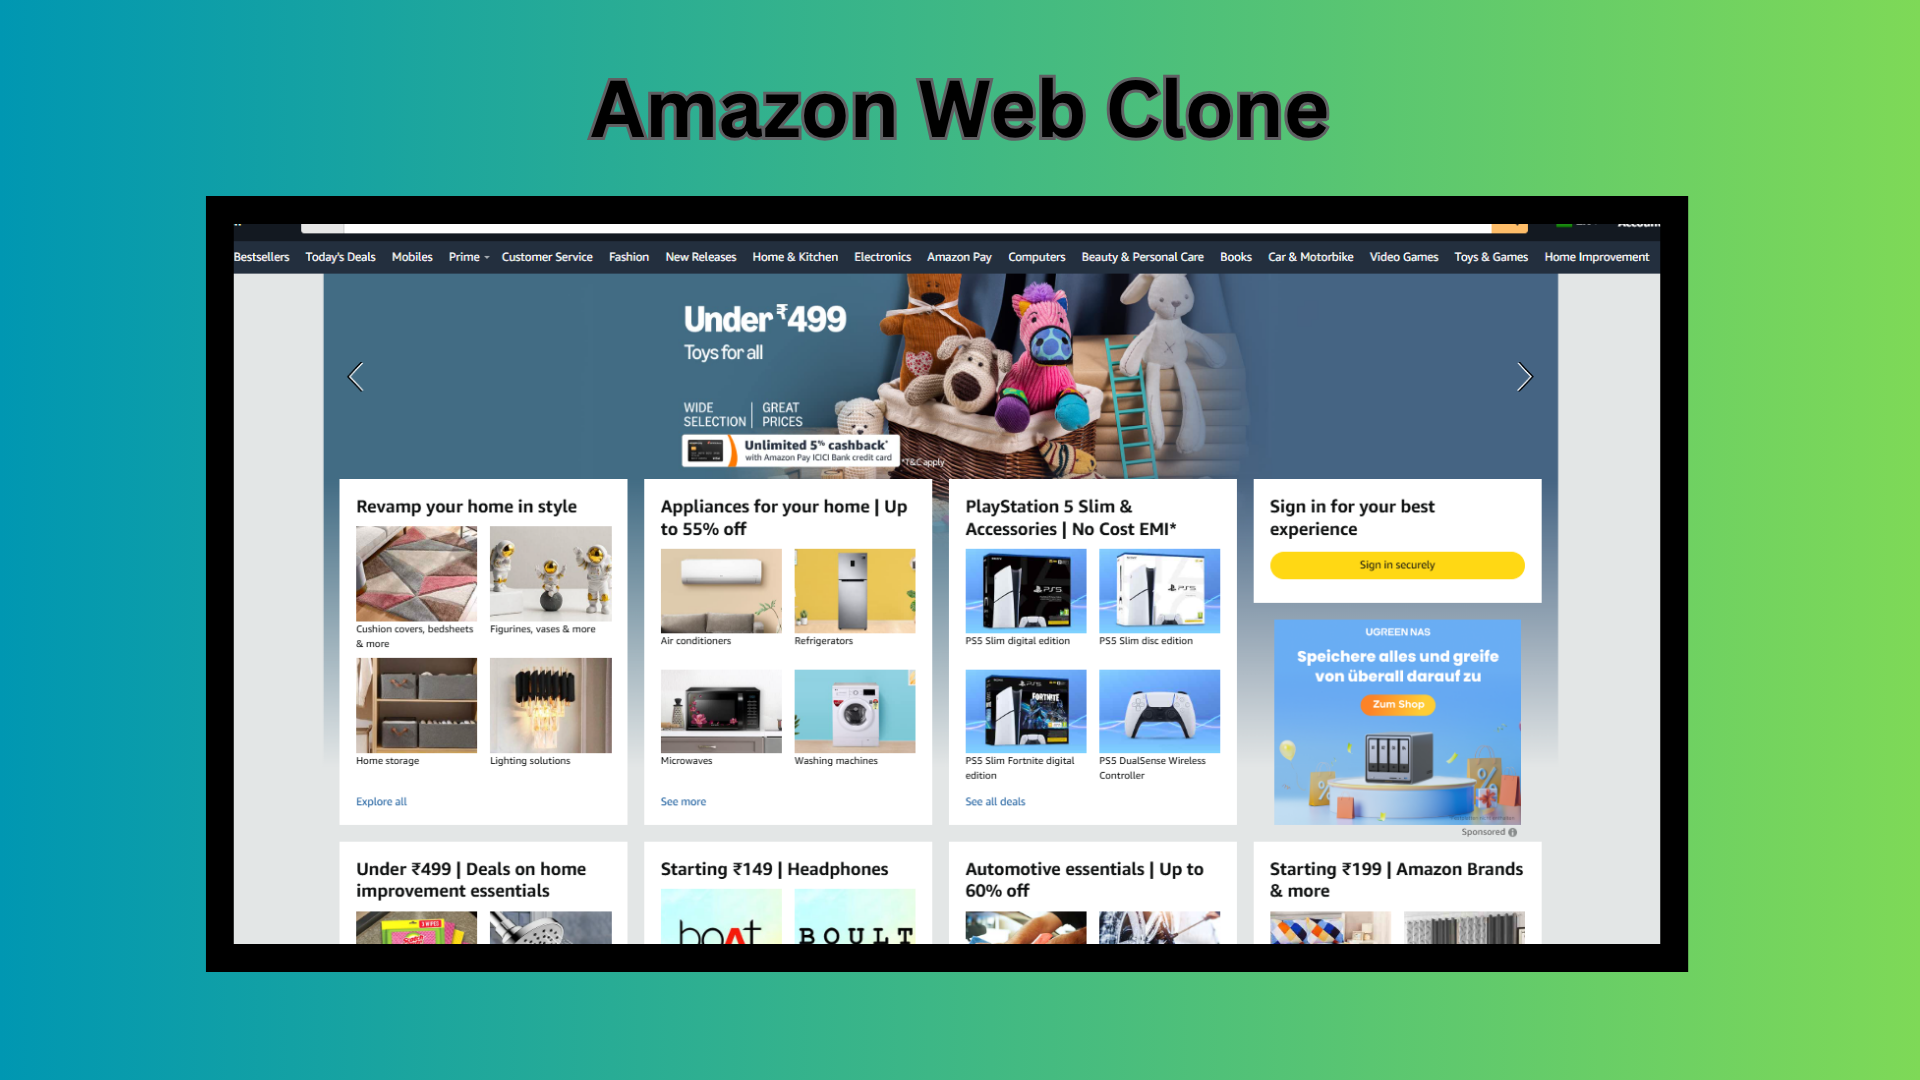 Amazon Web Clone
Bestsellers Today's Deals Mobiles Prime Customer Service Fashion New Releases Home & Kitchen Electronics Amazon Pay Computers Beauty & Personal Care Books Car & Motorbike Video Games Toys & Games Home Improvement
Under ₹499
Toys for all
WIDE SELECTION | GREAT PRICES
Unlimited 5% cashback*
with Amazon Pay ICICI Bank credit card
*T&C apply
Revamp your home in style
Cushion covers, bedsheets
& more
Figurines, vases & more
Home storage
Lighting solutions
Explore all
Appliances for your home | Up
to 55% off
Air conditioners
Refrigerators
Microwaves
Washing machines
See more
PlayStation 5 Slim &
Accessories | No Cost EMI*
PS5
PS5 Slim digital edition
PS5
PS5 Slim disc edition
PS5
FORTNITE
PS5 Slim Fortnite digital
edition
PS5 DualSense Wireless
Controller
See all deals
Sign in for your best
experience
Sign in securely
UGREEN NAS
Speichere alles und greife
von überall darauf zu
Zum Shop
Sponsored
Under ₹499 | Deals on home
improvement essentials
Scotch
Starting ₹149 | Headphones
boAt
BOULT
Automotive essentials | Up to
60% off
Starting ₹199 | Amazon Brands
& more